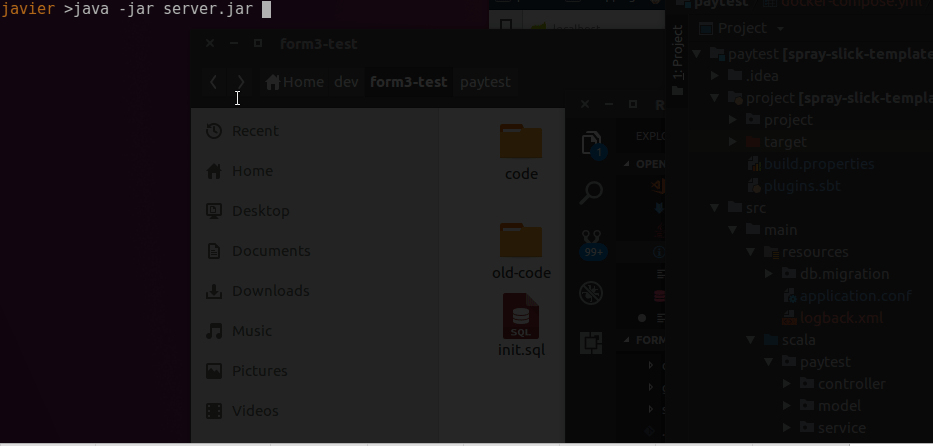 javier >java -jar server.jar
form3-test
Home dev form3-test paytest
Recent
Home
Desktop
Documents
Downloads
Music
Pictures
Videos
code
old-code
SQL
init.sql
R
EXPLO
1
OPEN
99+
FORM
localhost
paytest docker-compose.yml
1: Project
Project
paytest [spray-slick-template
.idea
project [spray-slick-templa
project
target
build.properties
plugins.sbt
src
main
resources
db.migration
application.conf
logback.xml
scala
paytest
controller
model
service